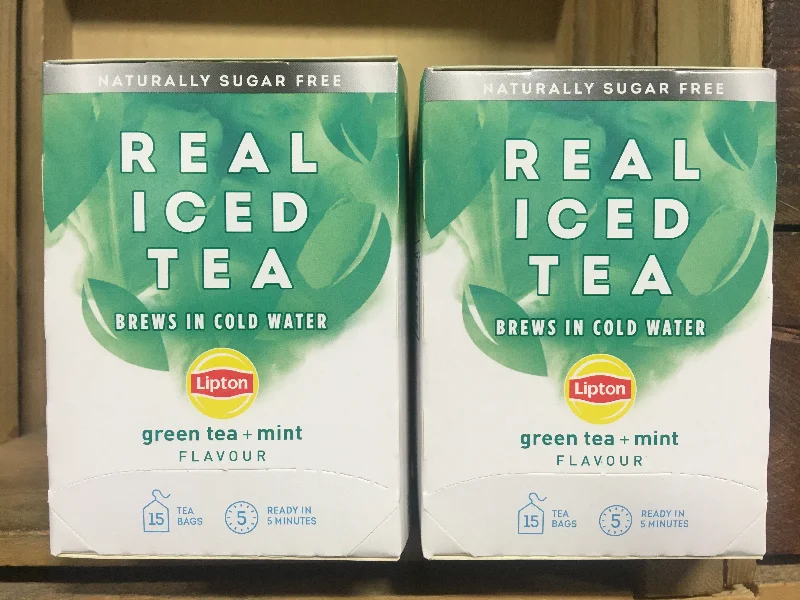 NATURALLY SUGAR FREE
REAL
ICED
TEA
BREWS IN COLD WATER
Lipton
green tea + mint
FLAVOUR
15 TEA
BAGS
5 READY IN
5 MINUTES
NATURALLY SUGAR FREE
REAL
ICED
TEA
BREWS IN COLD WATER
Lipton
green tea + mint
FLAVOUR
15 TEA
BAGS
5 READY IN
5 MINUTES